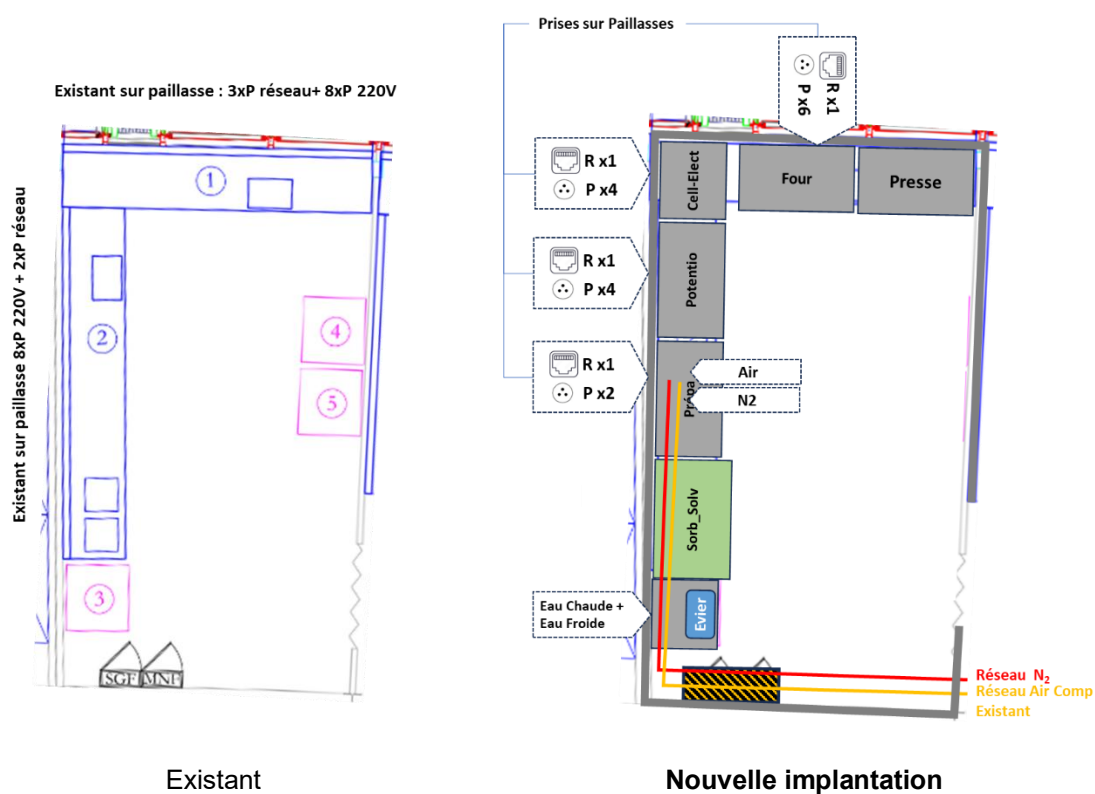 Prises sur Paillasses
Existant sur paillasse : 3xP réseau+ 8xP 220V
Existant sur paillasse 8xP 220V + 2xP réseau
1
2
3
4
5
SGF MNF
R x1
P x6
R x1
P x4
R x1
P x4
R x1
P x2
Cell-Elect
Four
Presse
Potentio
Prépa
Air
N2
Sorb_Solv
Eau Chaude +
Eau Froide
Evier
Réseau N₂
Réseau Air Comp
Existant
Existant
Nouvelle implantation